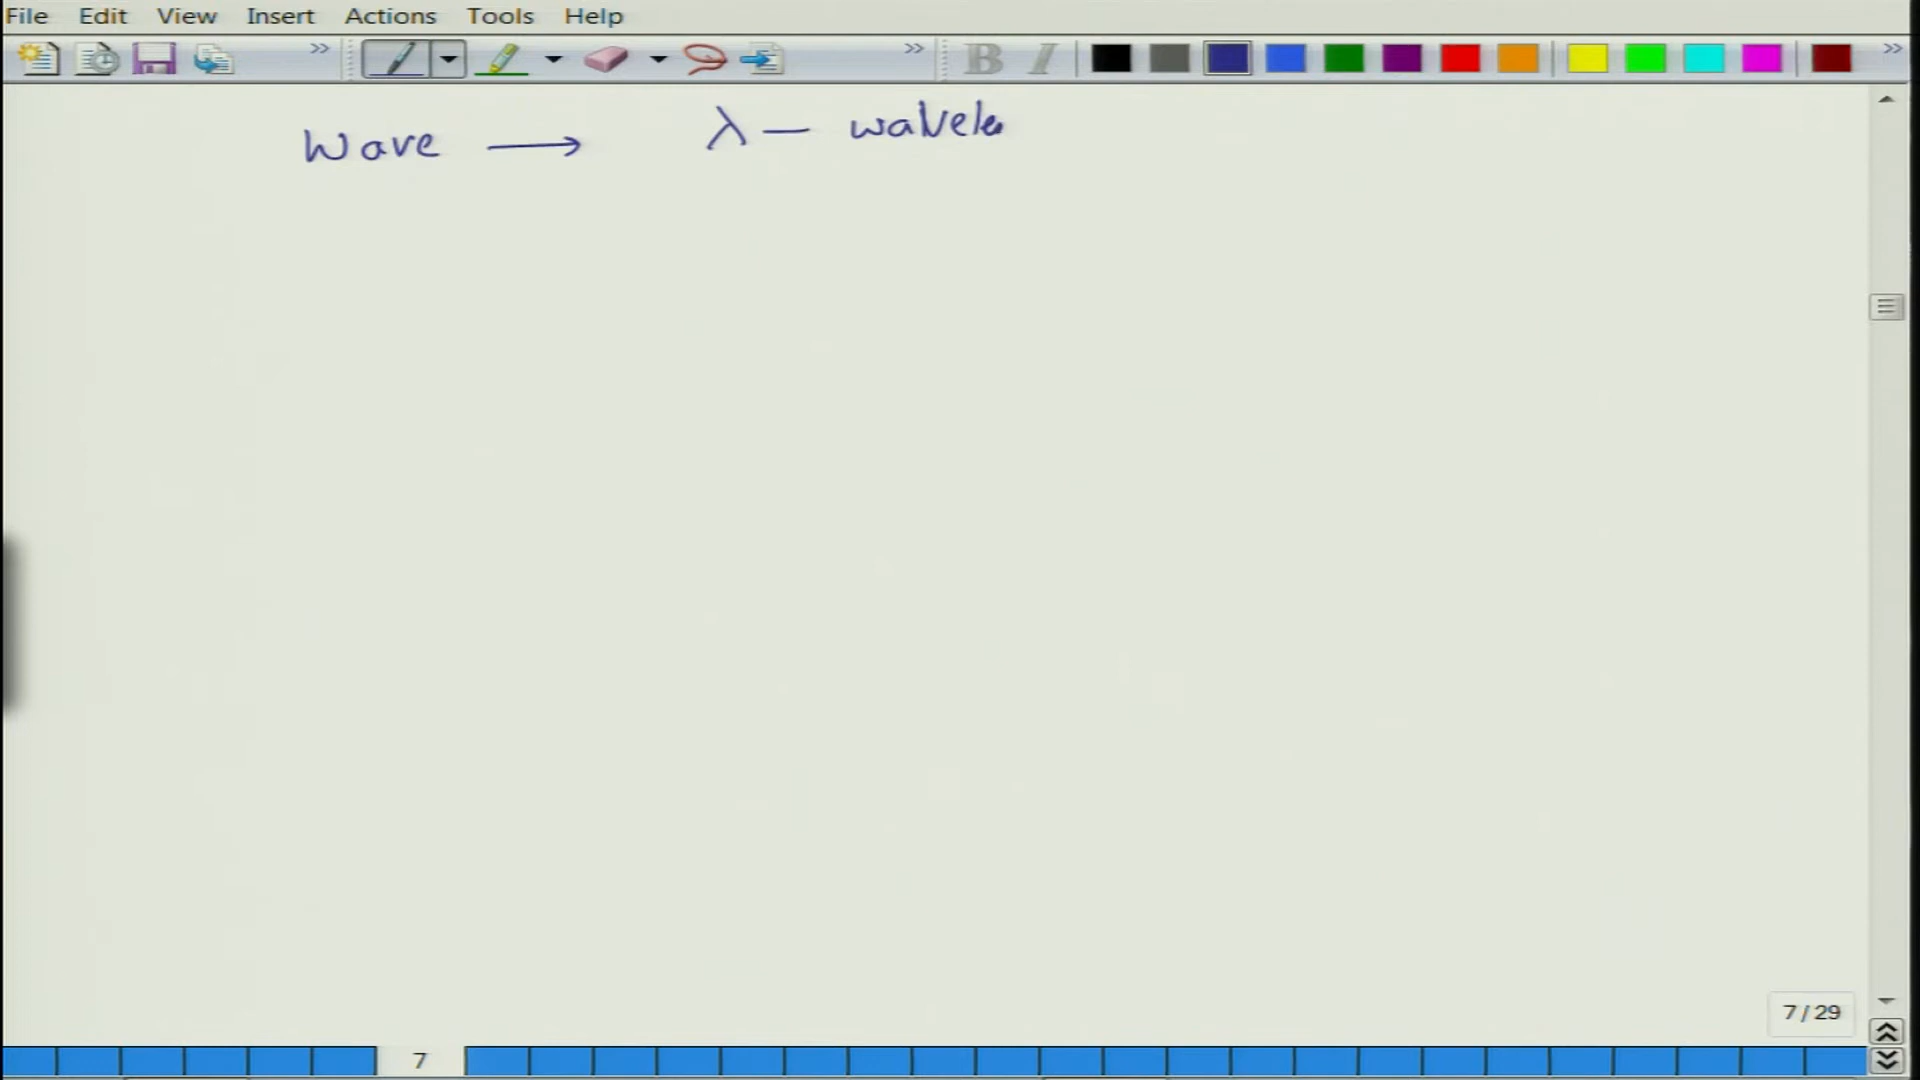 File Edit View Insert Actions Tools Help
B I
Wave → λ — wavele
7 / 29
7